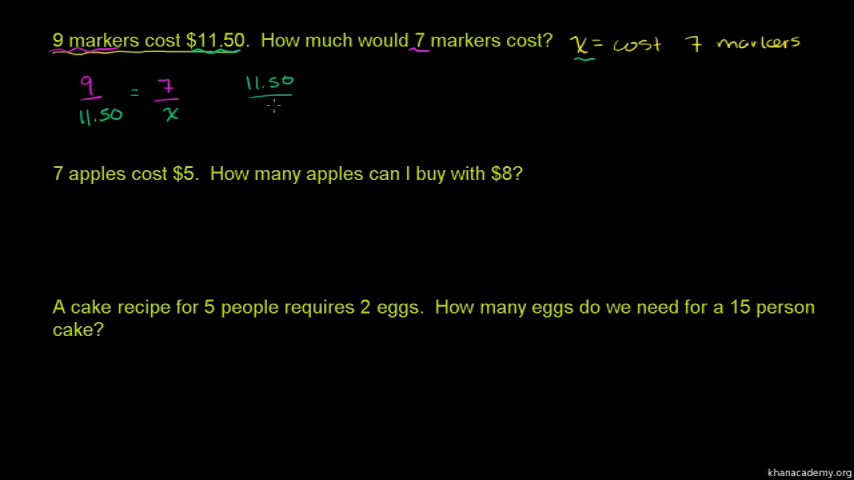 9 markers cost $11.50.  How much would 7 markers cost? x = cost 7 markers
9/11.50 = 7/x 11.50
7 apples cost $5.  How many apples can I buy with $8?
A cake recipe for 5 people requires 2 eggs.  How many eggs do we need for a 15 person
cake?
khanacademy.org